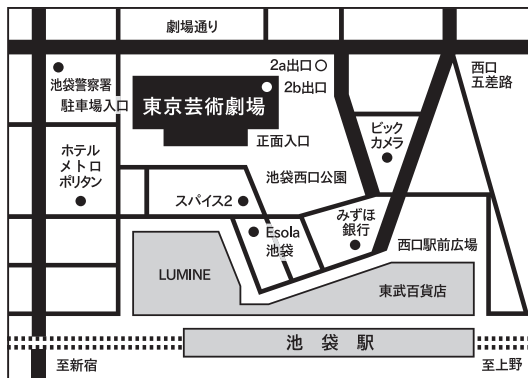 劇場通り
2a出口
2b出口
西口
五差路
池袋警察署
駐車場入口
東京芸術劇場
正面入口
ビック
カメラ
ホテル
メトロ
ポリタン
池袋西口公園
スパイス2
みずほ
銀行
Esola
池袋
西口駅前広場
LUMINE
東武百貨店
池袋駅
至新宿
至上野